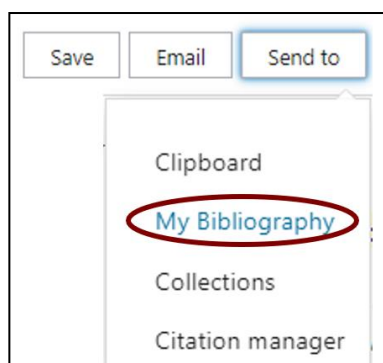 Save Email Send to
Clipboard
My Bibliography
Collections
Citation manager